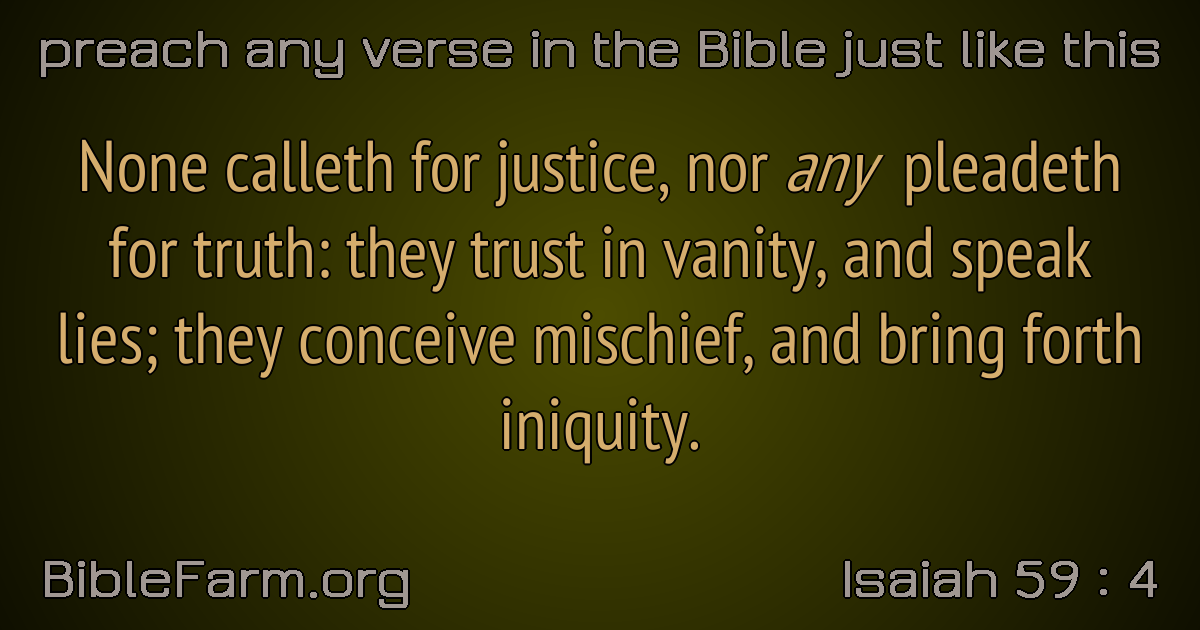 preach any verse in the Bible just like this
None calleth for justice, nor any pleadeth
for truth: they trust in vanity, and speak
lies; they conceive mischief, and bring forth
iniquity.
BibleFarm.org
Isaiah 59 : 4